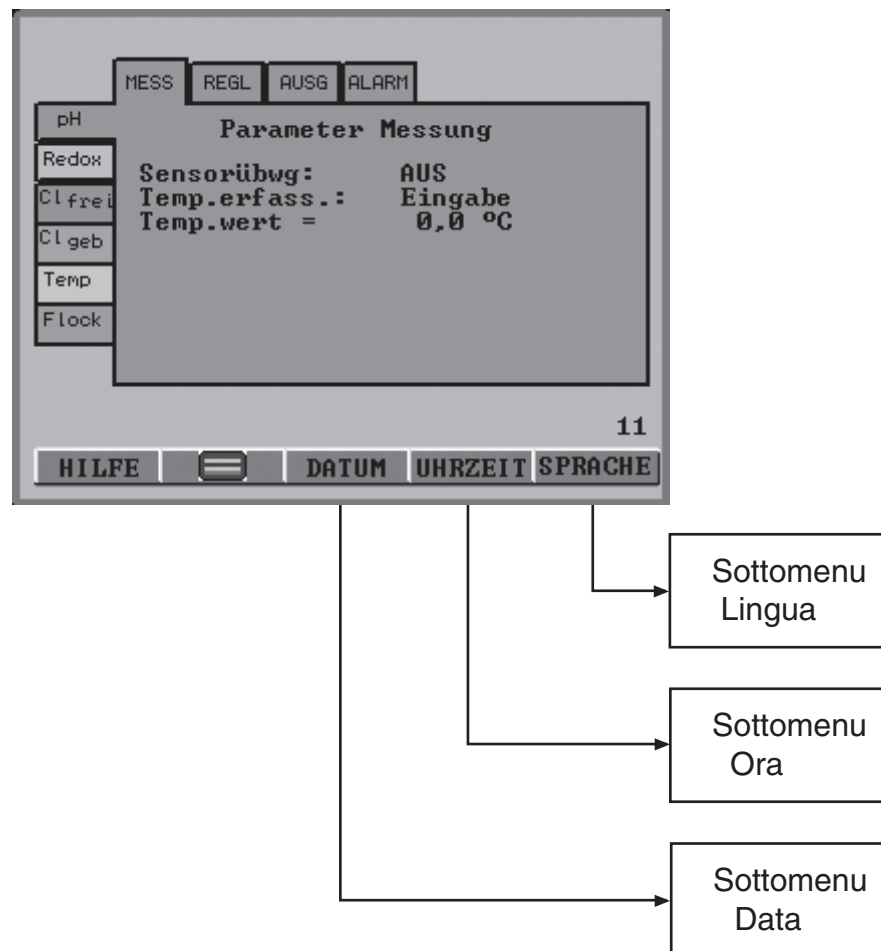 MESS REGL AUSG ALARM
pH
Parameter Messung
Redox
Sensorübwg: AUS
Cl frei
Temp.erfass.: Eingabe
Temp.wert = 0,0 ºC
Cl geb
Temp
Flock
11
HILFE DATUM UHRZEIT SPRACHE
Sottomenu
Lingua
Sottomenu
Ora
Sottomenu
Data